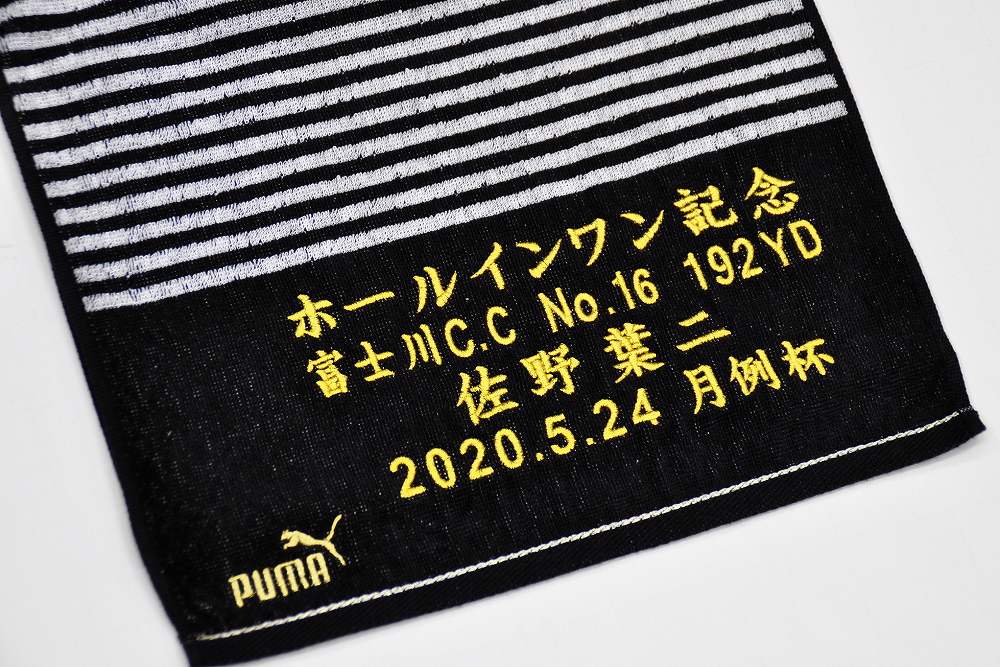 ホールインワン記念
富士川C.C No.16 192YD
佐野葉二
2020.5.24 月例杯
PUMA